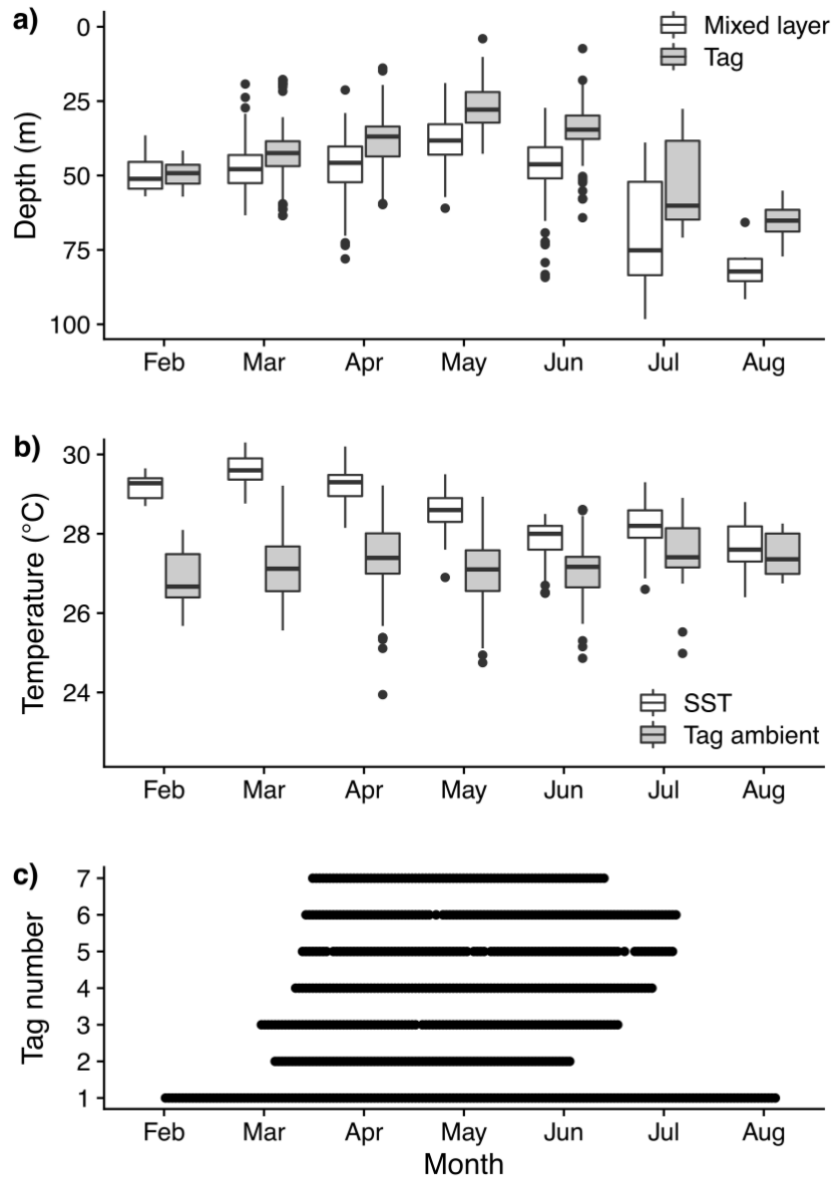 a)
Mixed layer
Tag
Depth (m)
0
25
50
75
100
Feb Mar Apr May Jun Jul Aug
b)
Temperature (°C)
30
28
26
24
SST
Tag ambient
Feb Mar Apr May Jun Jul Aug
c)
Tag number
7
6
5
4
3
2
1
Feb Mar Apr May Jun Jul Aug
Month